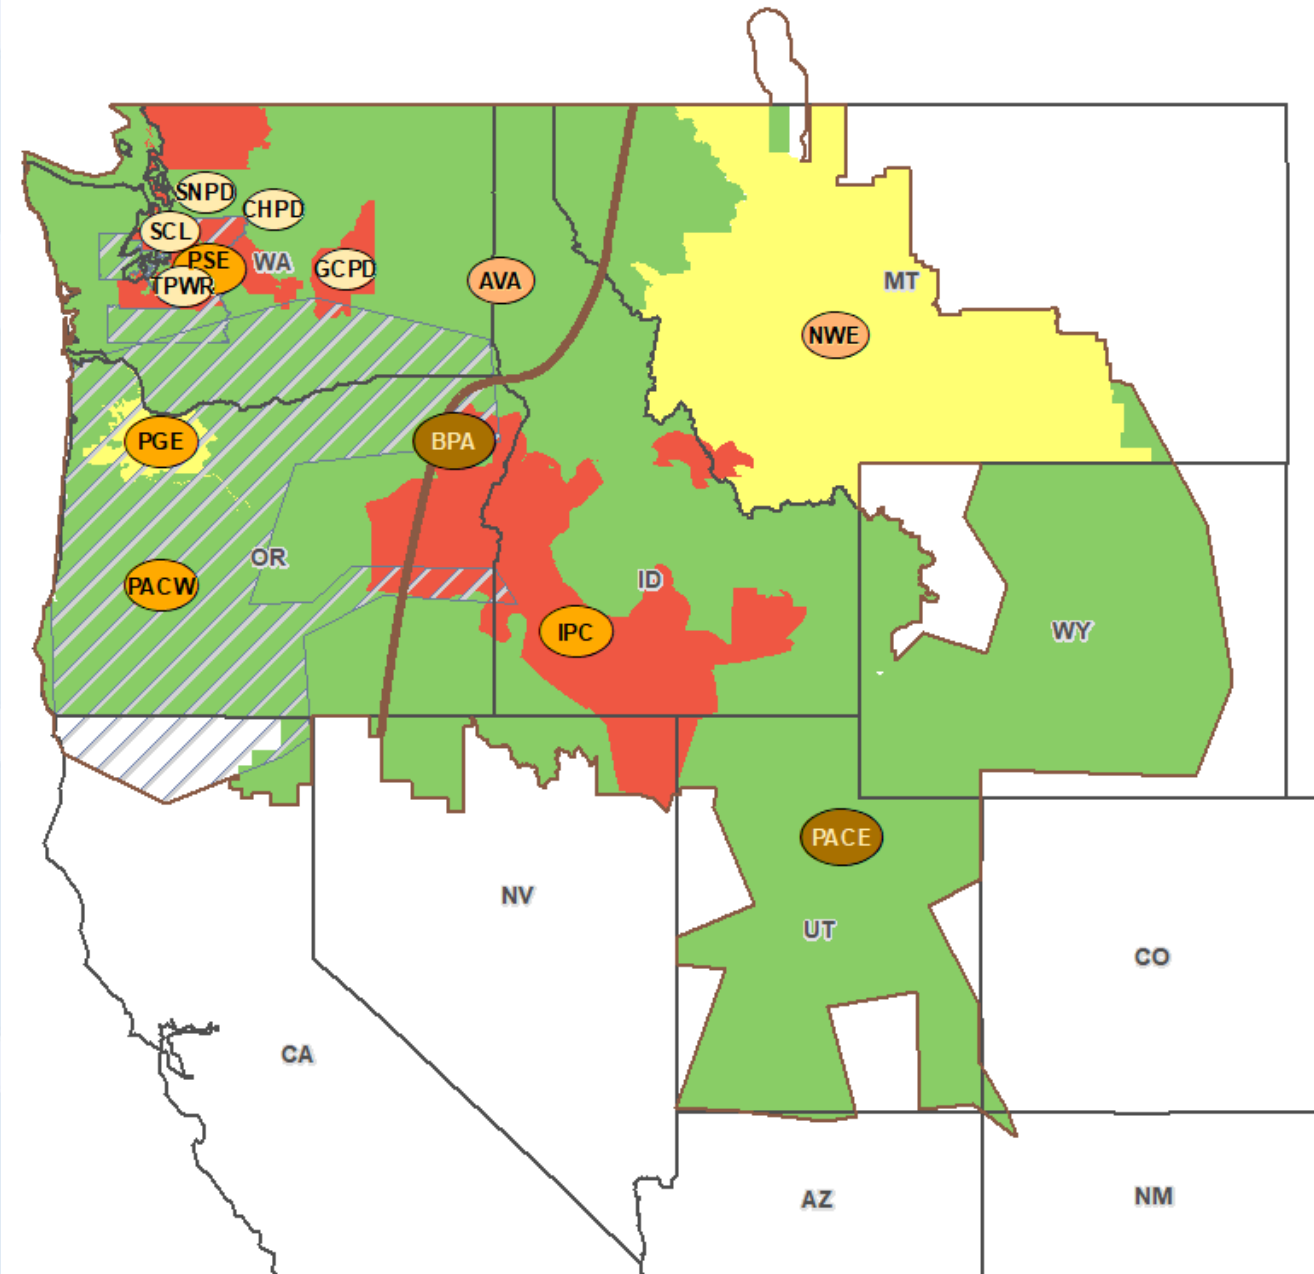 SNPD
CHPD
SCL
PSE
WA
GCPD
TPWR
AVA
MT
NWE
PGE
BPA
OR
PACW
ID
IPC
WY
PACE
NV
UT
CO
CA
AZ
NM